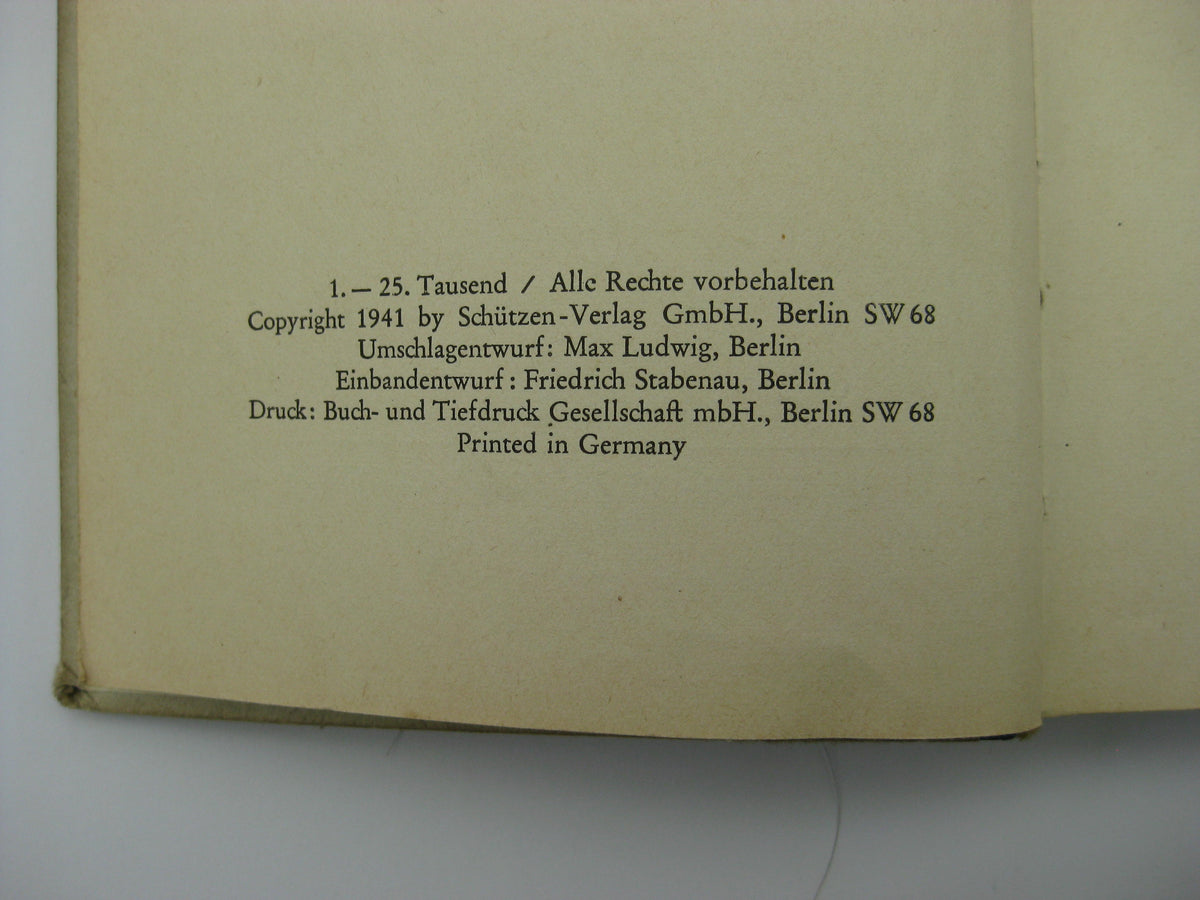 1.— 25. Tausend / Alle Rechte vorbehalten
Copyright 1941 by Schützen-Verlag GmbH., Berlin SW 68
Umschlagentwurf: Max Ludwig, Berlin
Einbandentwurf: Friedrich Stabenau, Berlin
Druck: Buch- und Tiefdruck Gesellschaft mbH., Berlin SW 68
Printed in Germany